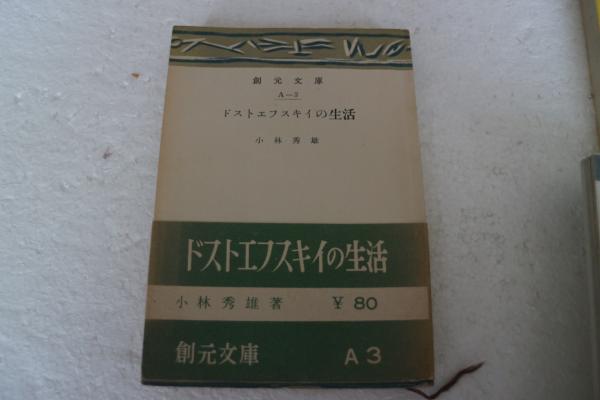 創元文庫
A—3
ドストエフスキイの生活
小林秀雄
ドストエフスキイの生活
小林秀雄著 ¥80
創元文庫 A3